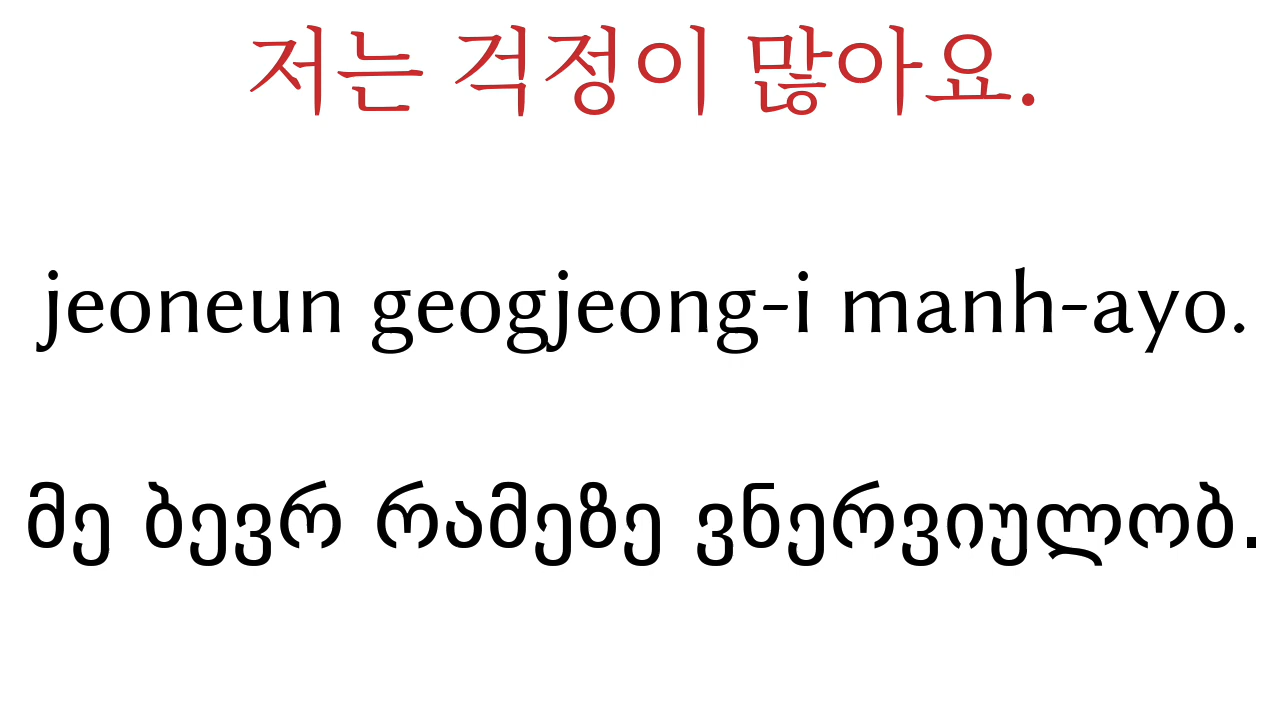 저는 걱정이 많아요.
jeoneun geogjeong-i manh-ayo.
მე ბევრ რამეზე ვნერვიულობ.